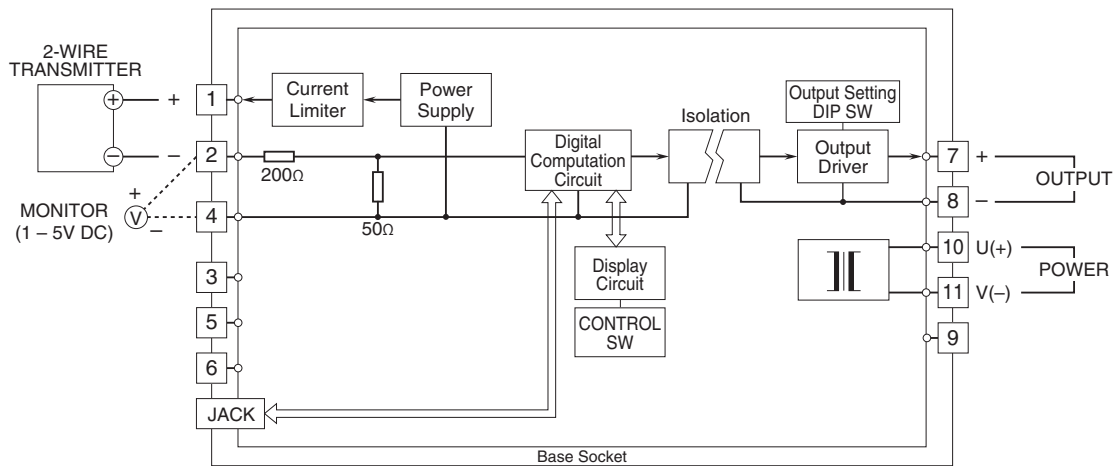 2-WIRE
TRANSMITTER
+
–
+
–
1
2
4
3
5
6
JACK
+
V
–
MONITOR
(1 – 5V DC)
Current
Limiter
Power
Supply
200Ω
50Ω
Digital
Computation
Circuit
Display
Circuit
CONTROL
SW
Isolation
Output Setting
DIP SW
Output
Driver
7
+
8
–
OUTPUT
10
U(+)
11
V(–)
POWER
9
Base Socket